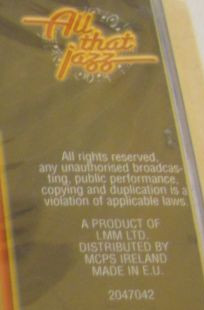 All
that
jazz
All rights reserved,
any unauthorised broadcas-
ting, public performance,
copying and duplication is a
violation of applicable laws.
A PRODUCT OF
LMM LTD.
DISTRIBUTED BY
MCPS IRELAND
MADE IN E.U.
2047042